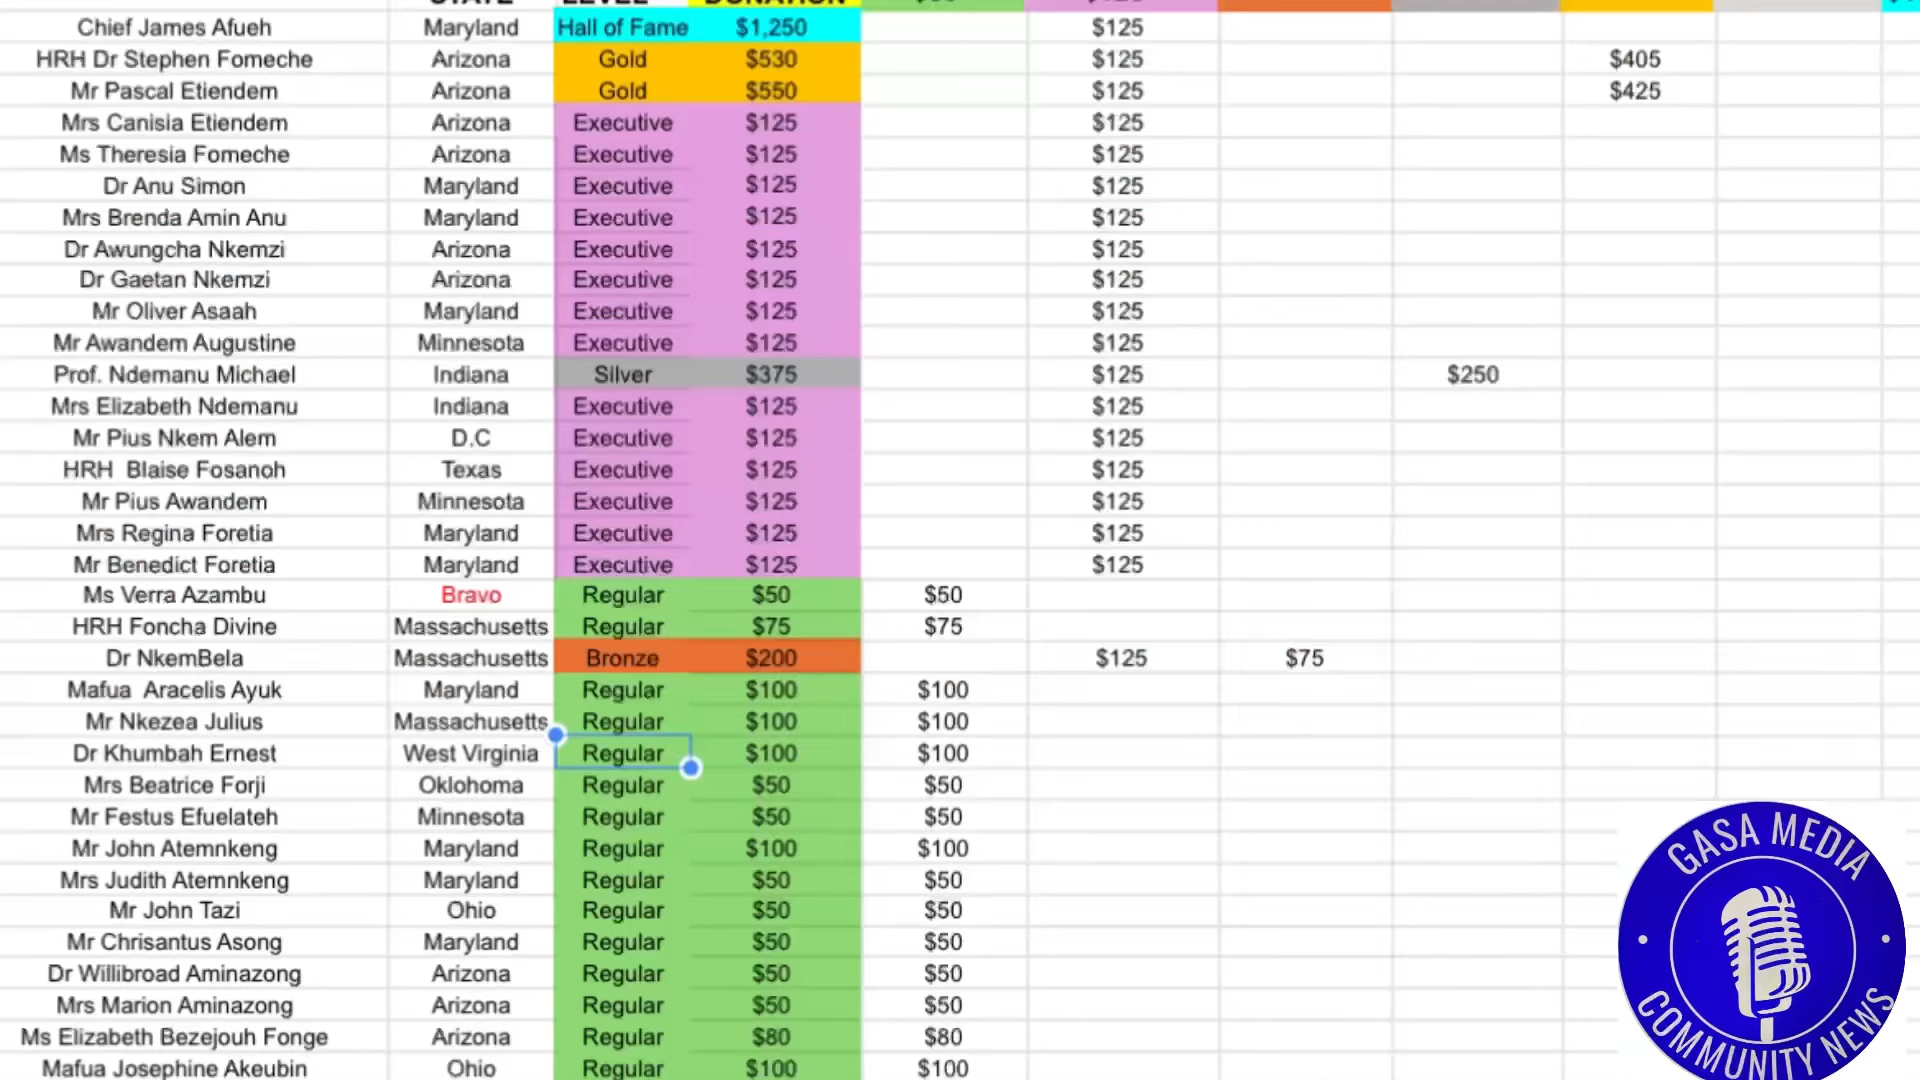 STATE LEVEL DONATION
Chief James Afueh Maryland Hall of Fame $1,250 $125
HRH Dr Stephen Fomeche Arizona Gold $530 $125 $405
Mr Pascal Etiendem Arizona Gold $550 $125 $425
Mrs Canisia Etiendem Arizona Executive $125 $125
Ms Theresia Fomeche Arizona Executive $125 $125
Dr Anu Simon Maryland Executive $125 $125
Mrs Brenda Amin Anu Maryland Executive $125 $125
Dr Awungcha Nkemzi Arizona Executive $125 $125
Dr Gaetan Nkemzi Arizona Executive $125 $125
Mr Oliver Asaah Maryland Executive $125 $125
Mr Awandem Augustine Minnesota Executive $125 $125
Prof. Ndemanu Michael Indiana Silver $375 $125 $250
Mrs Elizabeth Ndemanu Indiana Executive $125 $125
Mr Pius Nkem Alem D.C Executive $125 $125
HRH Blaise Fosanoh Texas Executive $125 $125
Mr Pius Awandem Minnesota Executive $125 $125
Mrs Regina Foretia Maryland Executive $125 $125
Mr Benedict Foretia Maryland Executive $125 $125
Ms Verra Azambu Bravo Regular $50 $50
HRH Foncha Divine Massachusetts Regular $75 $75
Dr NkemBela Massachusetts Bronze $200 $125 $75
Mafua Aracelis Ayuk Maryland Regular $100 $100
Mr Nkezea Julius Massachusetts Regular $100 $100
Dr Khumbah Ernest West Virginia Regular $100 $100
Mrs Beatrice Forji Oklohoma Regular $50 $50
Mr Festus Efuelateh Minnesota Regular $50 $50
Mr John Atemnkeng Maryland Regular $100 $100
Mrs Judith Atemnkeng Maryland Regular $50 $50
Mr John Tazi Ohio Regular $50 $50
Mr Chrisantus Asong Maryland Regular $50 $50
Dr Willibroad Aminazong Arizona Regular $50 $50
Mrs Marion Aminazong Arizona Regular $50 $50
Ms Elizabeth Bezejouh Fonge Arizona Regular $80 $80
Mafua Josephine Akeubin Ohio Regular $100 $100
GASA MEDIA
COMMUNITY NEWS